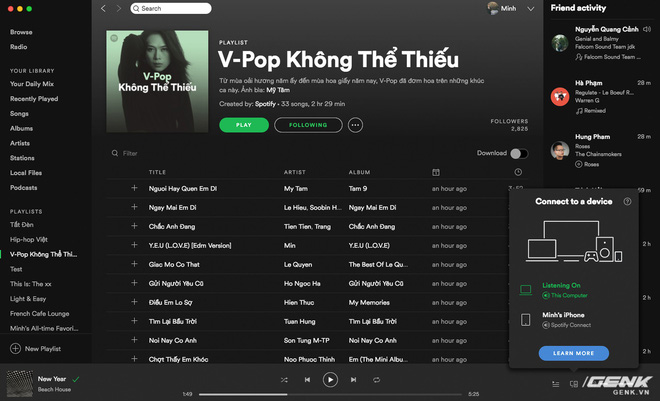 Search
Minh
Browse
Radio
YOUR LIBRARY
Your Daily Mix
Recently Played
Songs
Albums
Artists
Stations
Local Files
Podcasts
PLAYLISTS
Tất Đèn
Hip-hop Việt
V-Pop Không Thể Thi...
Test
This Is: The xx
Light & Easy
French Cafe Lounge
Minh's All-time Favori...
New Playlist
V-Pop
Không Thể Thiếu
PLAYLIST
V-Pop Không Thể Thiếu
Từ mùa oải hương năm ấy đến mùa hoa giấy năm nay, V-Pop đã đơm hoa trên những khúc
ca này. Ảnh bìa: Mỹ Tâm
Created by: Spotify · 33 songs, 2 hr 29 min
PLAY
FOLLOWING
FOLLOWERS
2,825
Filter
Download
TITLE ARTIST ALBUM
Nguoi Hay Quen Em Di My Tam Tam 9 an hour ago
Ngay Mai Em Di Le Hieu, Soobin H... Ngay Mai Em Di an hour ago
Chắc Anh Đang Tien Tien, Trang Chắc Anh Đang an hour ago
Y.E.U (L.O.V.E) [Edm Version] Min Y.E.U (L.O.V.E) an hour ago
Giac Mo Co That Le Quyen The Best Of Le Qu... an hour ago
Gửi Người Yêu Cũ Ho Ngoc Ha Gửi Người Yêu Cũ an hour ago
Điều Em Lo Sợ Hien Thuc My Memories an hour ago
Tìm Lại Bầu Trời Tuan Hung Tìm Lại Bầu Trời an hour ago
Noi Nay Co Anh Son Tung M-TP Noi Nay Co Anh an hour ago
Chợt Thấy Em Khóc Noo Phuoc Thinh Em (The Mini Albu... an hour ago
Friend activity
Nguyễn Quang Cảnh
Genial and Balmy
Falcom Sound Team jdk
Falcom Sound Team ...
Hà Phạm 28 m
Regulate - Le Boeuf R...
Warren G
Remixed
Hung Pham 28 m
Roses
The Chainsmokers
Roses
Connect to a device
Listening On
This Computer
Minh's iPhone
Spotify Connect
LEARN MORE
2 h
2 h
New Year
Beach House
1:49
5:25
GENK
GENK.VN